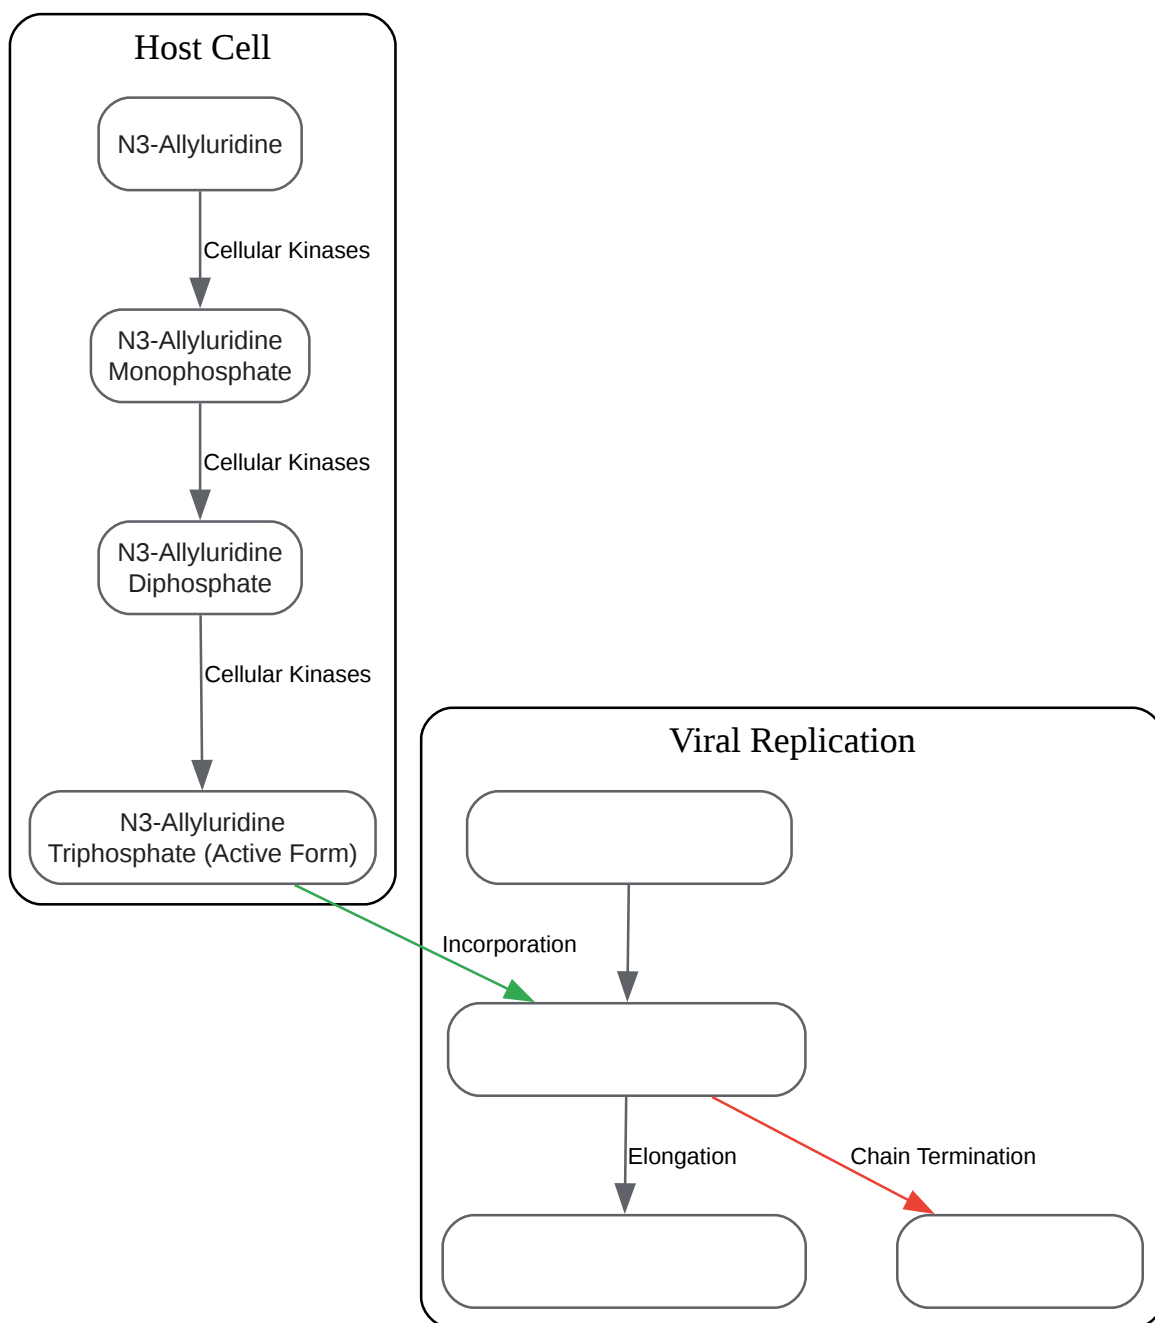 Host Cell
N3-Allyluridine
Cellular Kinases
N3-Allyluridine
Monophosphate
Cellular Kinases
N3-Allyluridine
Diphosphate
Cellular Kinases
N3-Allyluridine
Triphosphate (Active Form)
Viral Replication
Incorporation
Elongation
Chain Termination